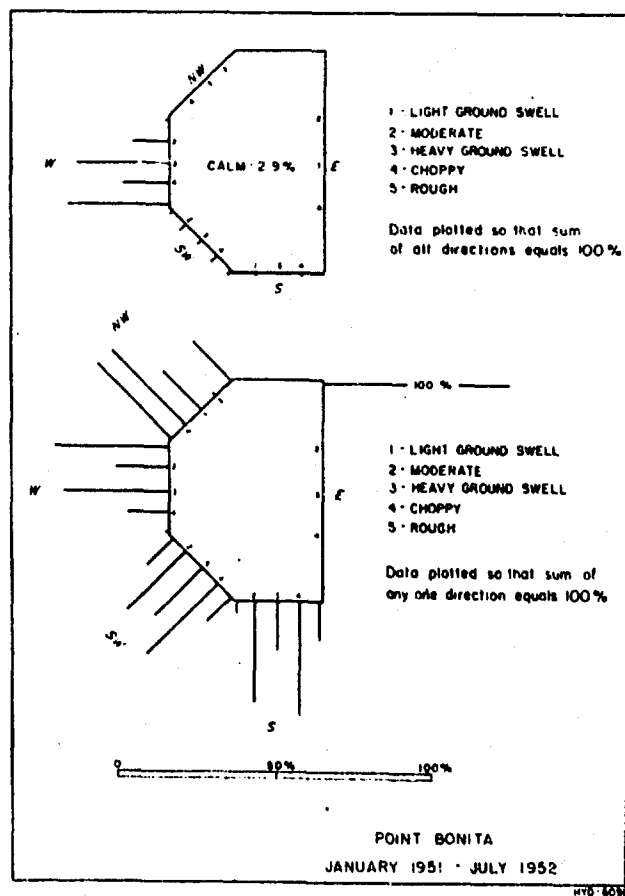 NW
1 - LIGHT GROUND SWELL
2 - MODERATE
3 - HEAVY GROUND SWELL
4 - CHOPPY
5 - ROUGH
W
CALM - 2.9%
E
Data plotted so that sum
of all directions equals 100%
SW
S
NW
100 %
1 - LIGHT GROUND SWELL
2 - MODERATE
3 - HEAVY GROUND SWELL
4 - CHOPPY
5 - ROUGH
W
E
Data plotted so that sum of
any one direction equals 100%
SW
S
0
50%
100%
POINT BONITA
JANUARY 1951 - JULY 1952